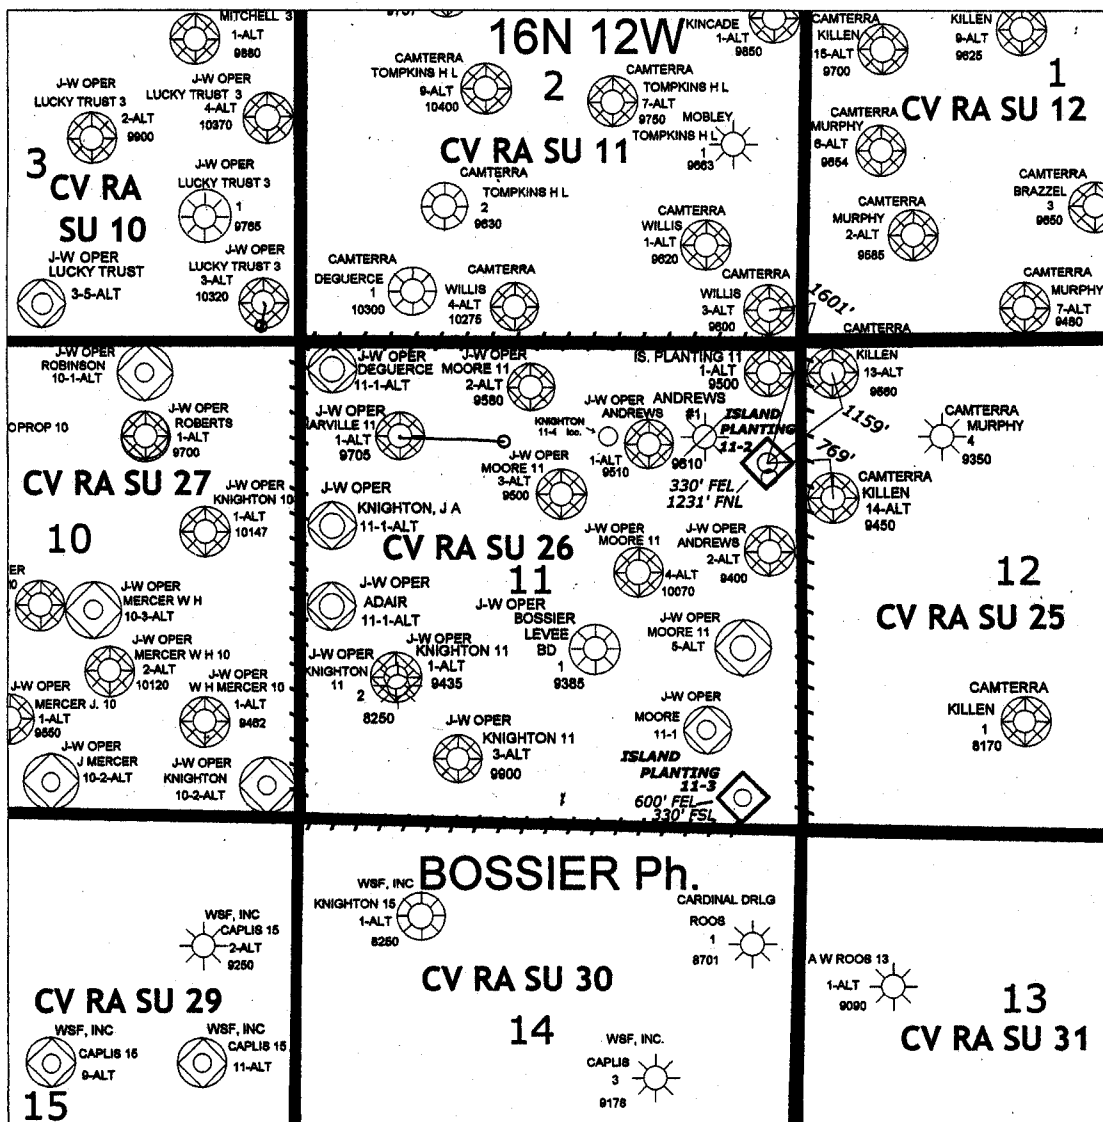 MITCHELL 3
1-ALT
9880
J-W OPER
LUCKY TRUST 3
2-ALT
9900
J-W OPER
LUCKY TRUST 3
4-ALT
10370
3
CV RA
SU 10
J-W OPER
LUCKY TRUST 3
1
9765
J-W OPER
LUCKY TRUST
3-5-ALT
J-W OPER
LUCKY TRUST 3
3-ALT
10320
16N 12W
2
CV RA SU 11
CAMTERRA
TOMPKINS H L
9-ALT
10400
CAMTERRA
TOMPKINS H L
7-ALT
9750
KINCADE
1-ALT
9850
MOBLEY
TOMPKINS H L
1
9663
CAMTERRA
TOMPKINS H L
2
9630
CAMTERRA
WILLIS
1-ALT
9620
CAMTERRA
DEGUERCE
1
10300
CAMTERRA
WILLIS
4-ALT
10275
CAMTERRA
WILLIS
3-ALT
9600
1601'
CAMTERRA
KILLEN
15-ALT
9700
KILLEN
9-ALT
9625
1
CV RA SU 12
CAMTERRA
MURPHY
6-ALT
9654
CAMTERRA
BRAZZEL
3
9650
CAMTERRA
MURPHY
2-ALT
9585
CAMTERRA
MURPHY
7-ALT
9480
CAMTERRA
KILLEN
13-ALT
9660
J-W OPER
ROBINSON
10-1-ALT
PROP 10
J-W OPER
ROBERTS
1-ALT
9700
CV RA SU 27
10
J-W OPER
KNIGHTON 10
1-ALT
10147
J-W OPER
MERCER W H
10-3-ALT
J-W OPER
MERCER W H 10
2-ALT
10120
J-W OPER
W H MERCER 10
1-ALT
9462
J-W OPER
MERCER J. 10
1-ALT
9550
J-W OPER
J MERCER
10-2-ALT
J-W OPER
KNIGHTON
10-2-ALT
J-W OPER
DEGUERCE
11-1-ALT
J-W OPER
MOORE 11
2-ALT
9580
IS. PLANTING 11
1-ALT
9500
J-W OPER
ARVILLE 11
1-ALT
9705
KNIGHTON
11-4 loc.
J-W OPER
ANDREWS
1-ALT
9510
ANDREWS
#1
9610
ISLAND
PLANTING
11-2
330' FEL
1231' FNL
1159'
769'
J-W OPER
MOORE 11
3-ALT
9500
J-W OPER
KNIGHTON, J A
11-1-ALT
CV RA SU 26
11
J-W OPER
MOORE 11
4-ALT
10070
J-W OPER
ANDREWS
2-ALT
9400
J-W OPER
ADAIR
11-1-ALT
J-W OPER
BOSSIER
LEVEE
BD
1
9385
J-W OPER
MOORE 11
5-ALT
J-W OPER
KNIGHTON
11
2
8250
J-W OPER
KNIGHTON 11
1-ALT
9435
J-W OPER
KNIGHTON 11
3-ALT
9900
J-W OPER
MOORE
11-1
ISLAND
PLANTING
11-3
600' FEL
330' FSL
CAMTERRA
MURPHY
4
9350
CAMTERRA
KILLEN
14-ALT
9450
12
CV RA SU 25
CAMTERRA
KILLEN
1
8170
WSF, INC
CAPLIS 15
2-ALT
9250
CV RA SU 29
WSF, INC
CAPLIS 15
9-ALT
WSF, INC
CAPLIS 15
11-ALT
15
BOSSIER Ph.
WSF, INC
KNIGHTON 15
1-ALT
8250
CARDINAL DRLG
ROOS
1
8701
CV RA SU 30
14
WSF, INC.
CAPLIS
3
9176
A W ROOS 13
1-ALT
9090
13
CV RA SU 31